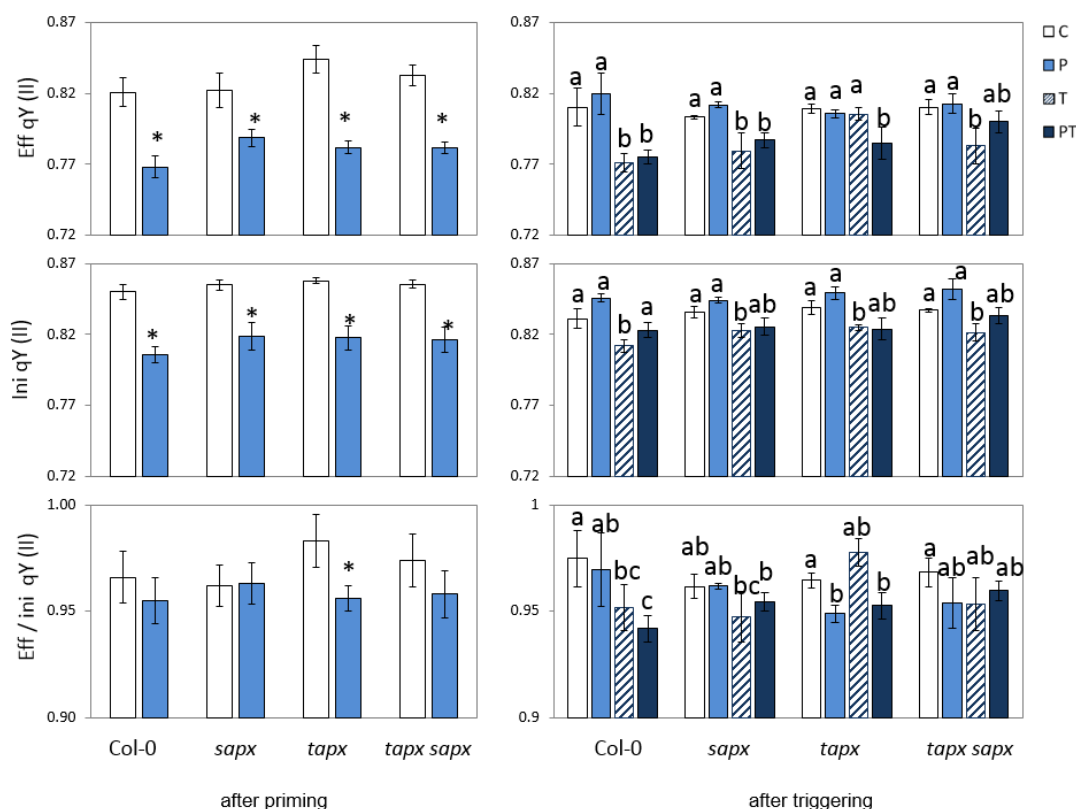 Eff qY (II)
0.87
0.82
0.77
0.72
* * * *
0.87
0.82
0.77
0.72
a a b b
a a b b
a a a b
a a b ab
C
P
T
PT
Ini qY (II)
0.87
0.82
0.77
0.72
* * * *
0.87
0.82
0.77
0.72
a a b a
a a b ab
a a b ab
a a b ab
Eff / ini qY (II)
1.00
0.95
0.90
*
1
0.95
0.9
a ab bc c
ab ab bc b
a b ab b
a ab ab ab
Col-0 sapx tapx tapx sapx
Col-0 sapx tapx tapx sapx
after priming
after triggering